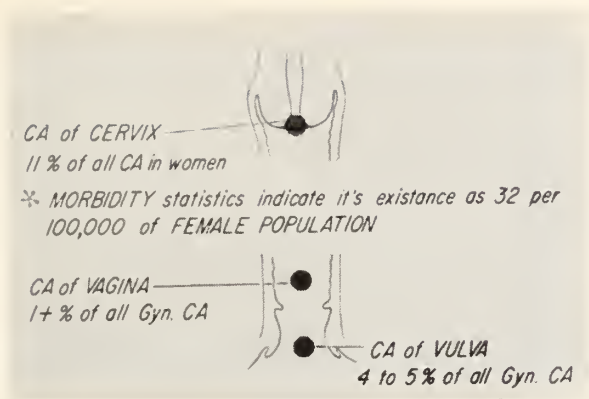 CA of CERVIX
11 % of all CA in women
* MORBIDITY statistics indicate it's existance as 32 per
100,000 of FEMALE POPULATION
CA of VAGINA
1+ % of all Gyn. CA
CA of VULVA
4 to 5% of all Gyn. CA